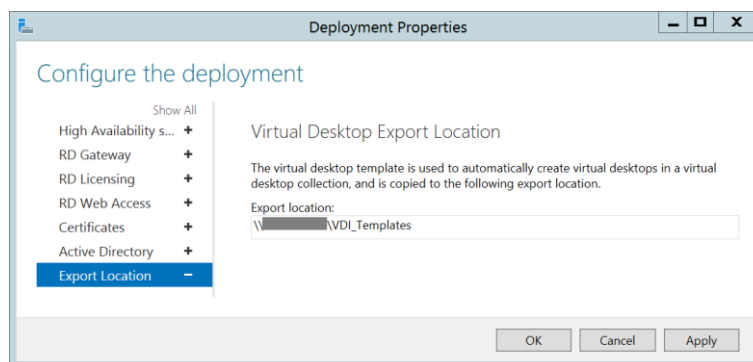 Deployment Properties
Configure the deployment
Show All
High Availability s... +
RD Gateway +
RD Licensing +
RD Web Access +
Certificates +
Active Directory +
Export Location –
Virtual Desktop Export Location
The virtual desktop template is used to automatically create virtual desktops in a virtual
desktop collection, and is copied to the following export location.
Export location:
\\ \VDI_Templates
OK Cancel Apply